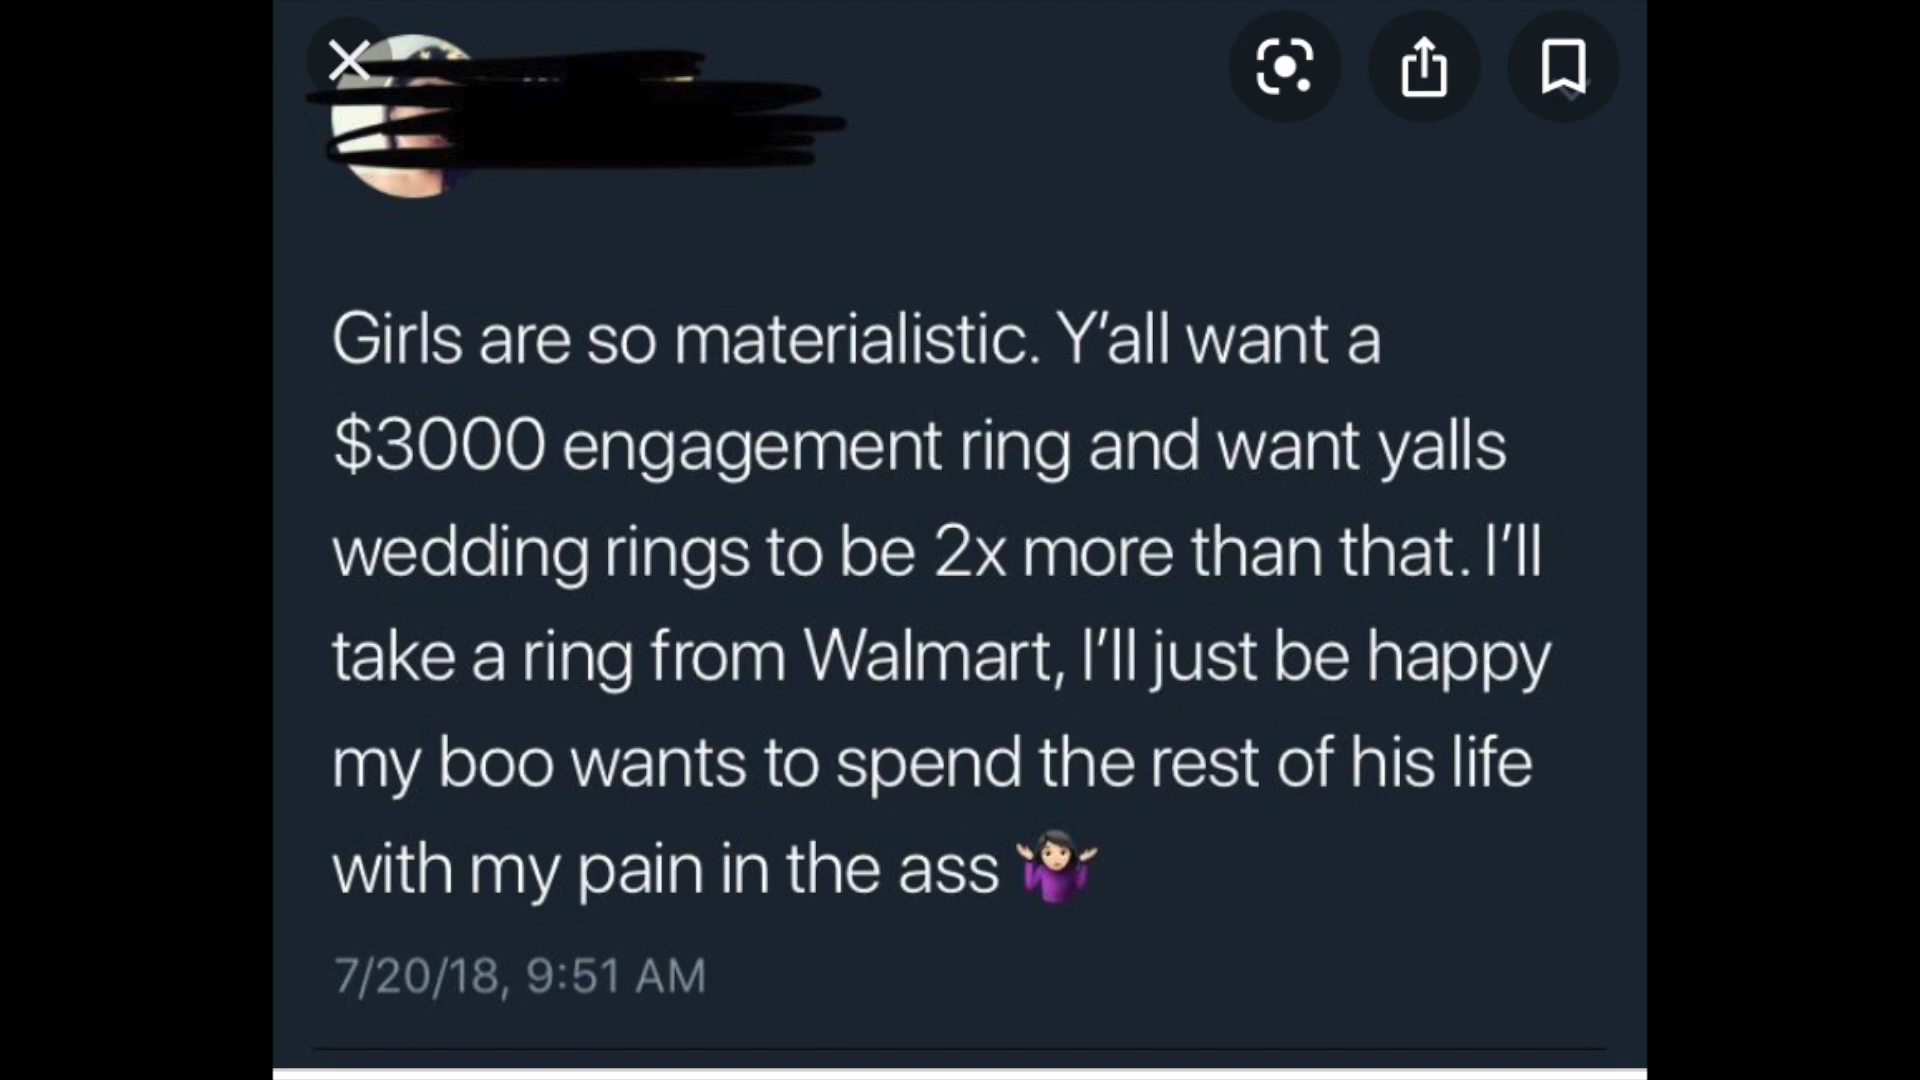 Girls are so materialistic. Y'all want a
$3000 engagement ring and want yalls
wedding rings to be 2x more than that. I'll
take a ring from Walmart, I'll just be happy
my boo wants to spend the rest of his life
with my pain in the ass 🤷🏻‍♀️
7/20/18, 9:51 AM